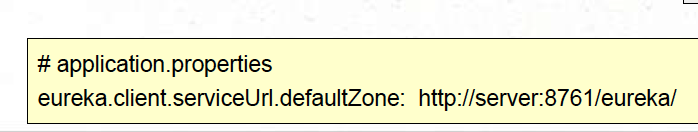 # application.properties
eureka.client.serviceUrl.defaultZone:  http://server:8761/eureka/